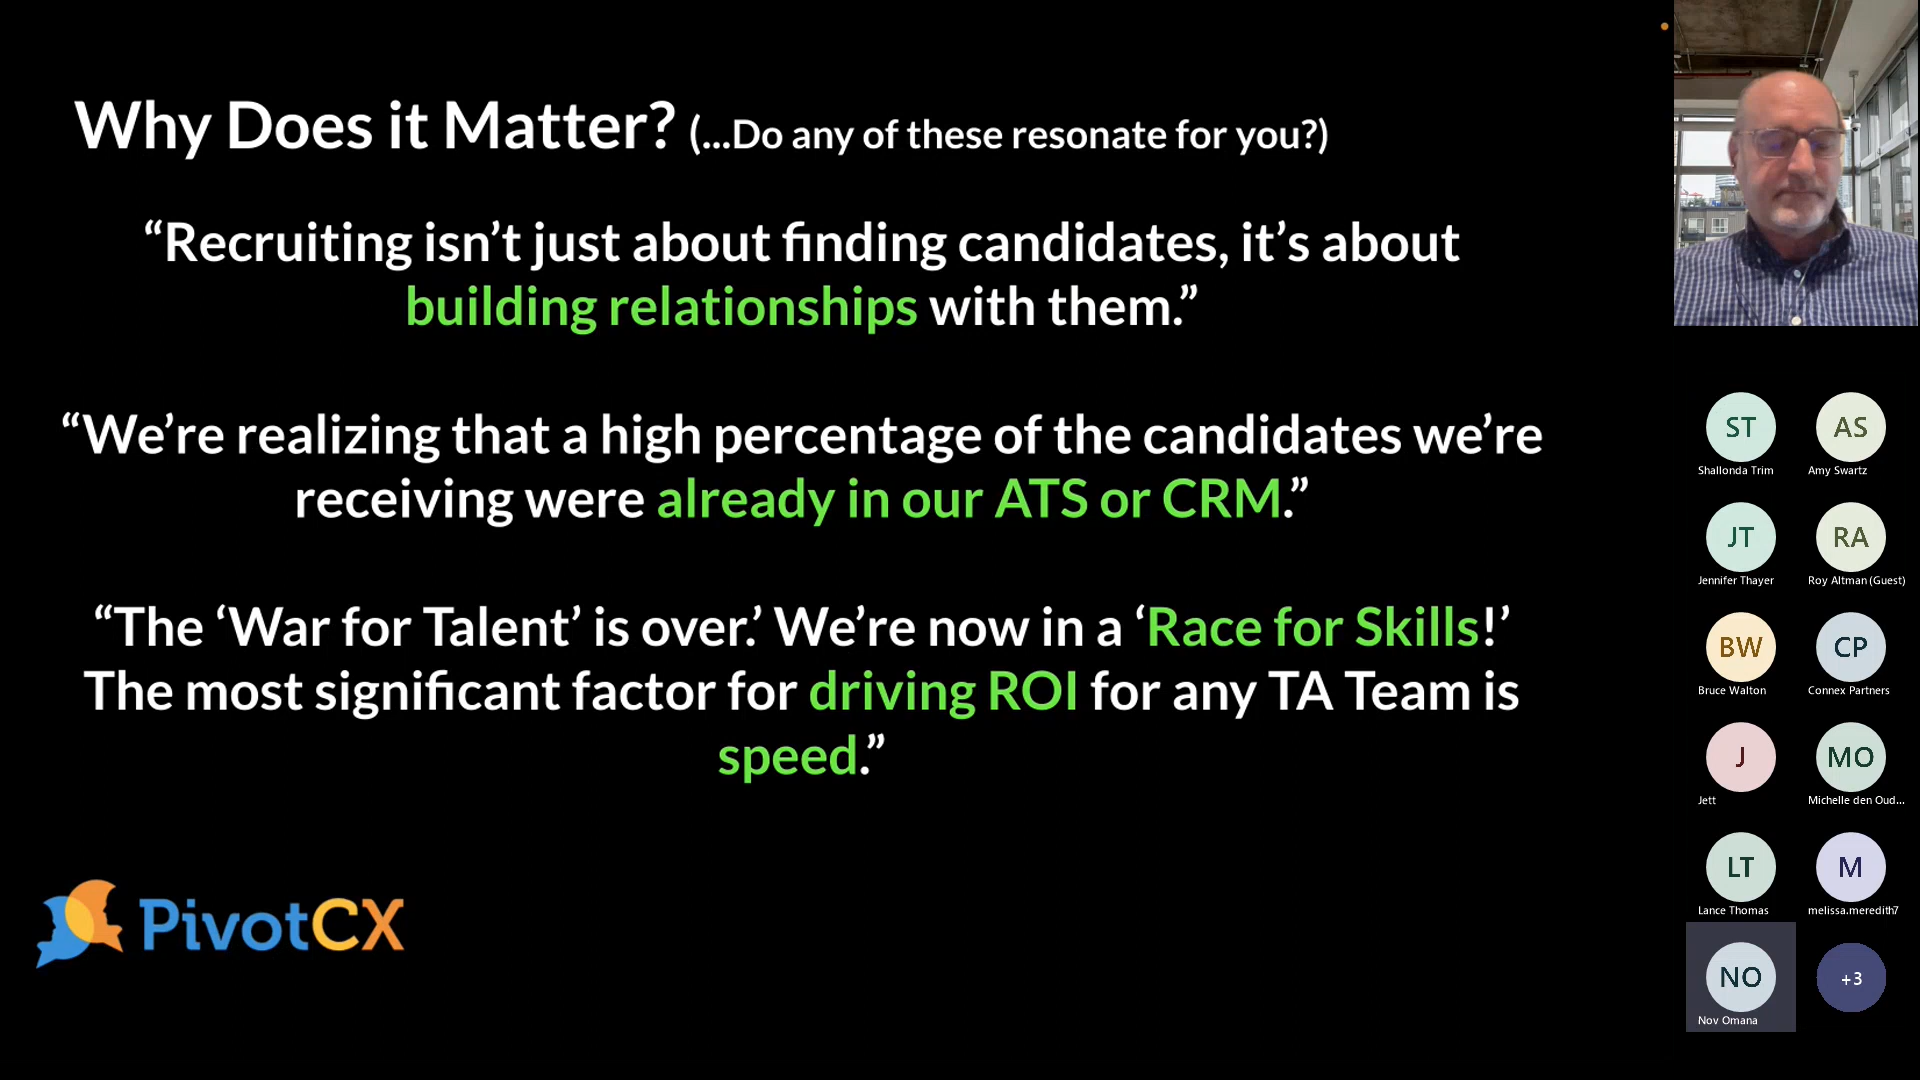 Why Does it Matter? (...Do any of these resonate for you?)
“Recruiting isn’t just about finding candidates, it’s about
building relationships with them.”
“We’re realizing that a high percentage of the candidates we’re
receiving were already in our ATS or CRM.”
“The ‘War for Talent’ is over.’ We’re now in a ‘Race for Skills!’
The most significant factor for driving ROI for any TA Team is
speed.”
PivotCX
ST
AS
Shallonda Trim
Amy Swartz
JT
RA
Jennifer Thayer
Roy Altman (Guest)
BW
CP
Bruce Walton
Connex Partners
J
MO
Jett
Michelle den Oud...
LT
M
Lance Thomas
melissa.meredith7
NO
+3
Nov Omana